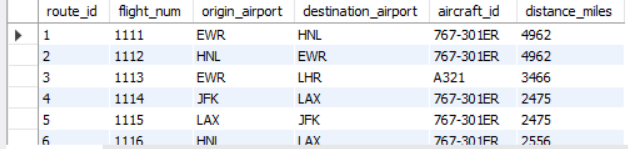 route_id flight_num origin_airport destination_airport aircraft_id distance_miles
1 1111 EWR HNL 767-301ER 4962
2 1112 HNL EWR 767-301ER 4962
3 1113 EWR LHR A321 3466
4 1114 JFK LAX 767-301ER 2475
5 1115 LAX JFK 767-301ER 2475
6 1116 HNL LAX 767-301ER 2556